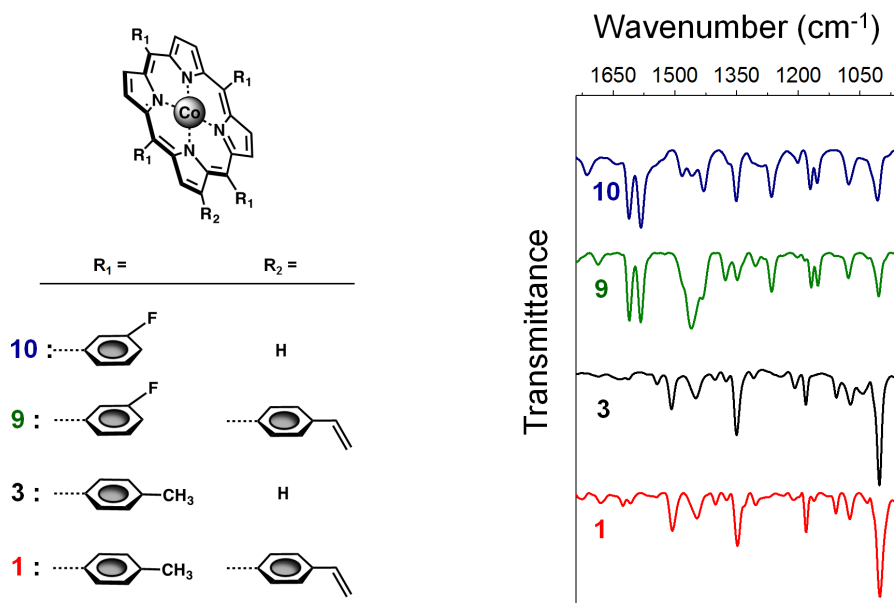 R1
R1
N
N
Co
N
N
R1
R1
R2
R1 =
R2 =
10 :
F
H
9 :
F
3 :
CH3
H
1 :
CH3
Wavenumber (cm-1)
1650 1500 1350 1200 1050
Transmittance
10
9
3
1